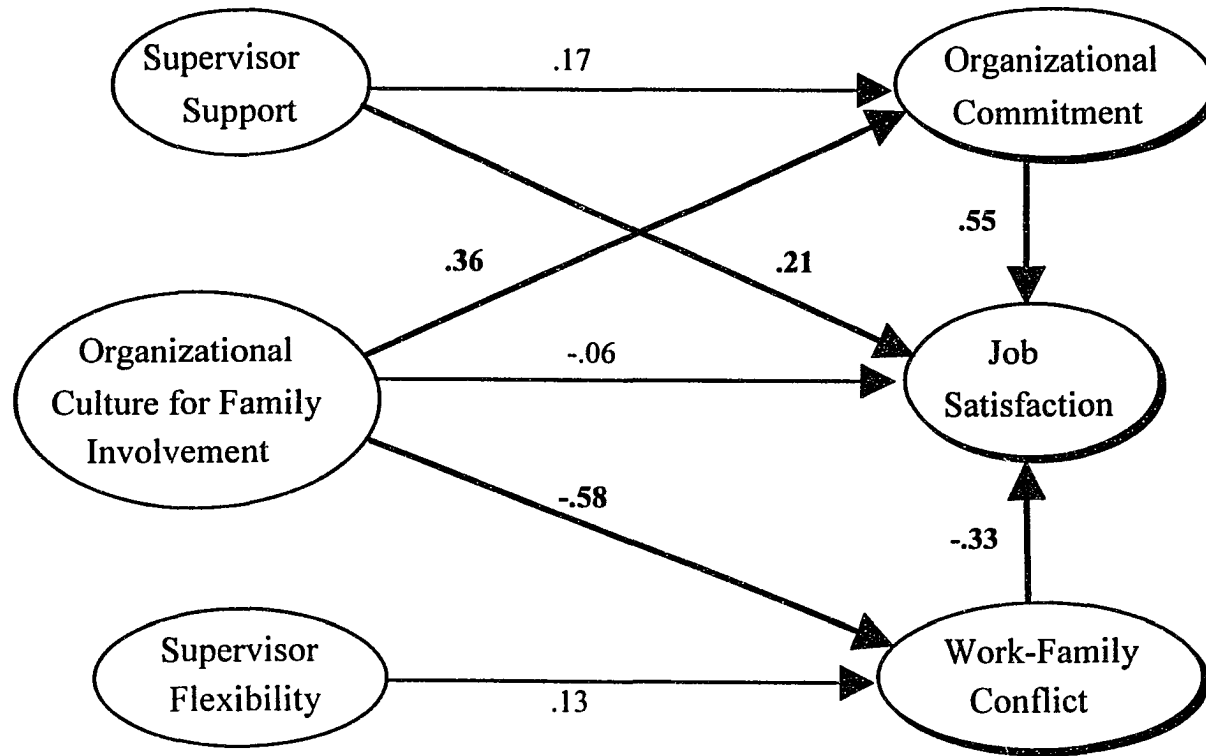 Supervisor
Support
.17
Organizational
Commitment
.55
.36
.21
Organizational
Culture for Family
Involvement
-.06
Job
Satisfaction
-.58
-.33
Supervisor
Flexibility
.13
Work-Family
Conflict